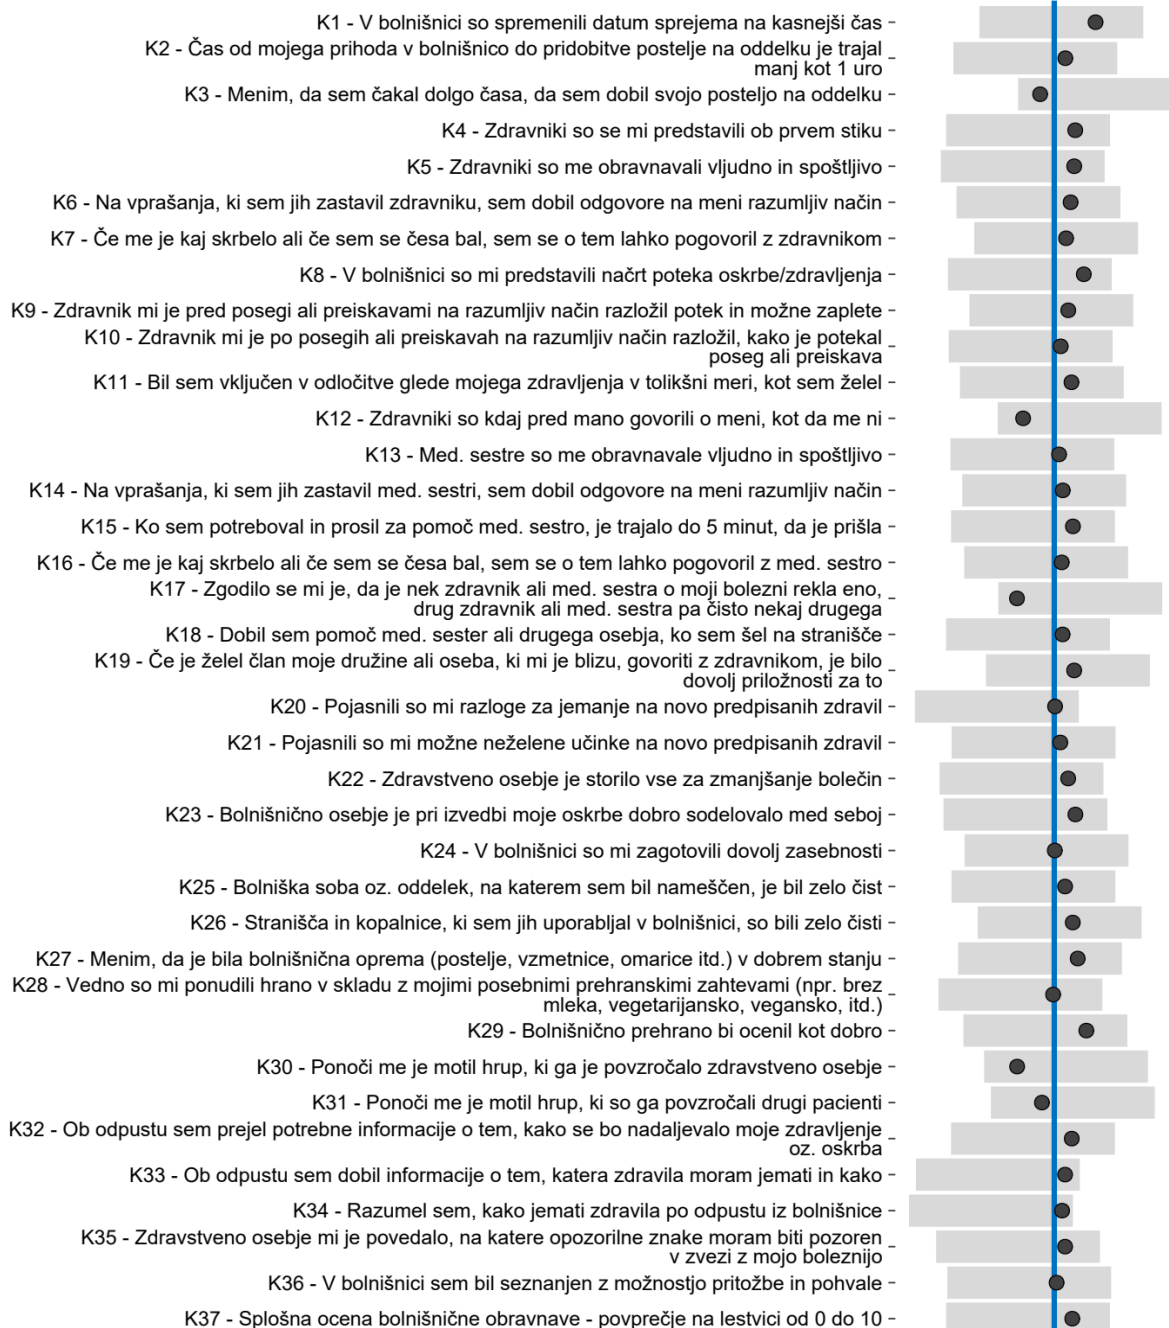 K1 - V bolnišnici so spremenili datum sprejema na kasnejši čas
K2 - Čas od mojega prihoda v bolnišnico do pridobitve postelje na oddelku je trajal
manj kot 1 uro
K3 - Menim, da sem čakal dolgo časa, da sem dobil svojo posteljo na oddelku
K4 - Zdravniki so se mi predstavili ob prvem stiku
K5 - Zdravniki so me obravnavali vljudno in spoštljivo
K6 - Na vprašanja, ki sem jih zastavil zdravniku, sem dobil odgovore na meni razumljiv način
K7 - Če me je kaj skrbelo ali če sem se česa bal, sem se o tem lahko pogovoril z zdravnikom
K8 - V bolnišnici so mi predstavili načrt poteka oskrbe/zdravljenja
K9 - Zdravnik mi je pred posegi ali preiskavami na razumljiv način razložil potek in možne zaplete
K10 - Zdravnik mi je po posegih ali preiskavah na razumljiv način razložil, kako je potekal
poseg ali preiskava
K11 - Bil sem vključen v odločitve glede mojega zdravljenja v tolikšni meri, kot sem želel
K12 - Zdravniki so kdaj pred mano govorili o meni, kot da me ni
K13 - Med. sestre so me obravnavale vljudno in spoštljivo
K14 - Na vprašanja, ki sem jih zastavil med. sestri, sem dobil odgovore na meni razumljiv način
K15 - Ko sem potreboval in prosil za pomoč med. sestro, je trajalo do 5 minut, da je prišla
K16 - Če me je kaj skrbelo ali če sem se česa bal, sem se o tem lahko pogovoril z med. sestro
K17 - Zgodilo se mi je, da je nek zdravnik ali med. sestra o moji bolezni rekla eno,
drug zdravnik ali med. sestra pa čisto nekaj drugega
K18 - Dobil sem pomoč med. sester ali drugega osebja, ko sem šel na stranišče
K19 - Če je želel član moje družine ali oseba, ki mi je blizu, govoriti z zdravnikom, je bilo
dovolj priložnosti za to
K20 - Pojasnili so mi razloge za jemanje na novo predpisanih zdravil
K21 - Pojasnili so mi možne neželene učinke na novo predpisanih zdravil
K22 - Zdravstveno osebje je storilo vse za zmanjšanje bolečin
K23 - Bolnišnično osebje je pri izvedbi moje oskrbe dobro sodelovalo med seboj
K24 - V bolnišnici so mi zagotovili dovolj zasebnosti
K25 - Bolniška soba oz. oddelek, na katerem sem bil nameščen, je bil zelo čist
K26 - Stranišča in kopalnice, ki sem jih uporabljal v bolnišnici, so bili zelo čisti
K27 - Menim, da je bila bolnišnična oprema (postelje, vzmetnice, omarice itd.) v dobrem stanju
K28 - Vedno so mi ponudili hrano v skladu z mojimi posebnimi prehranskimi zahtevami (npr. brez
mleka, vegetarijansko, vegansko, itd.)
K29 - Bolnišnično prehrano bi ocenil kot dobro
K30 - Ponoči me je motil hrup, ki ga je povzročalo zdravstveno osebje
K31 - Ponoči me je motil hrup, ki so ga povzročali drugi pacienti
K32 - Ob odpustu sem prejel potrebne informacije o tem, kako se bo nadaljevalo moje zdravljenje
oz. oskrba
K33 - Ob odpustu sem dobil informacije o tem, katera zdravila moram jemati in kako
K34 - Razumel sem, kako jemati zdravila po odpustu iz bolnišnice
K35 - Zdravstveno osebje mi je povedalo, na katere opozorilne znake moram biti pozoren
v zvezi z mojo boleznijo
K36 - V bolnišnici sem bil seznanjen z možnostjo pritožbe in pohvale
K37 - Splošna ocena bolnišnične obravnave - povprečje na lestvici od 0 do 10